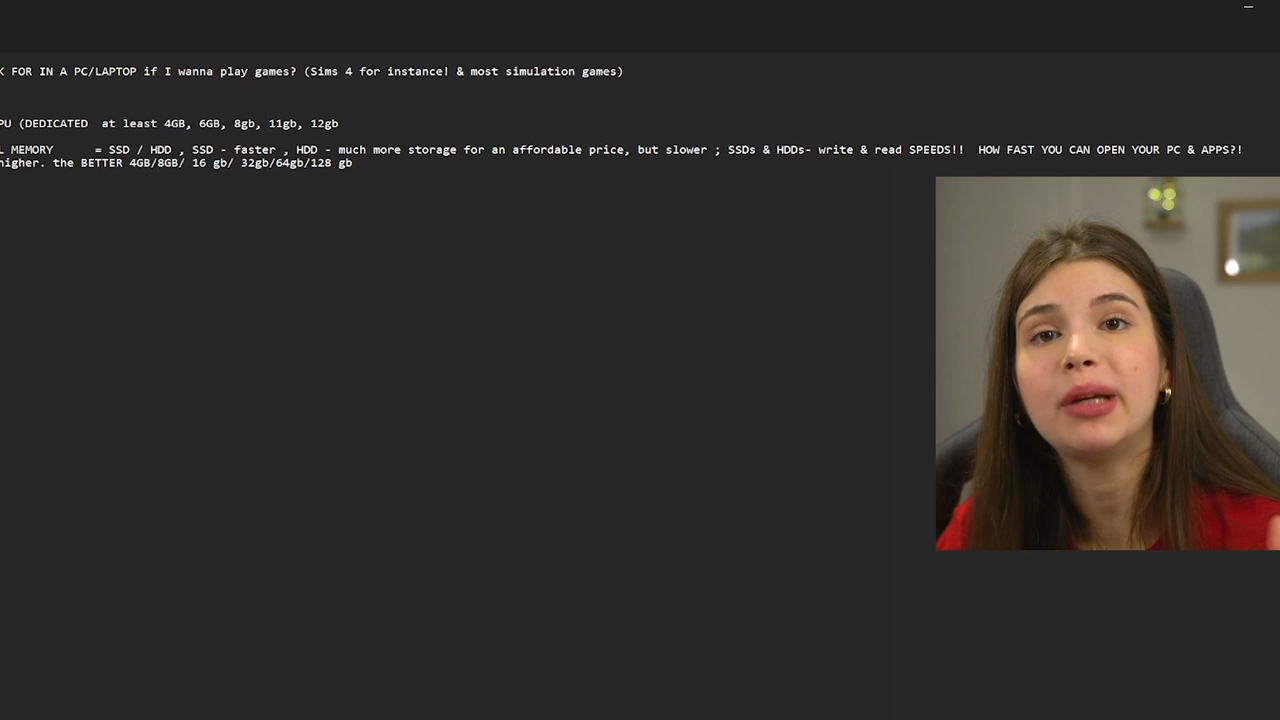 K FOR IN A PC/LAPTOP if I wanna play games? (Sims 4 for instance! & most simulation games)
PU (DEDICATED  at least 4GB, 6GB, 8gb, 11gb, 12gb
L MEMORY      = SSD / HDD , SSD - faster , HDD - much more storage for an affordable price, but slower ; SSDs & HDDs- write & read SPEEDS!!  HOW FAST YOU CAN OPEN YOUR PC & APPS?!
higher. the BETTER 4GB/8GB/ 16 gb/ 32gb/64gb/128 gb